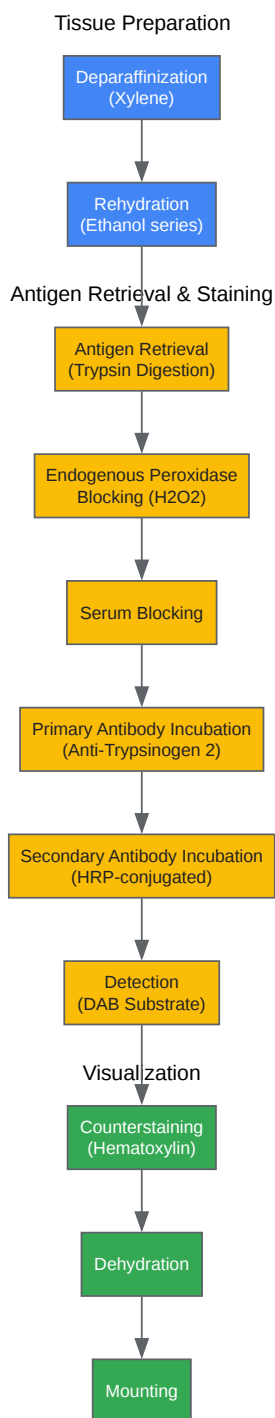 Tissue Preparation
Deparaffinization
(Xylene)
Rehydration
(Ethanol series)
Antigen Retrieval & Staining
Antigen Retrieval
(Trypsin Digestion)
Endogenous Peroxidase
Blocking (H2O2)
Serum Blocking
Primary Antibody Incubation
(Anti-Trypsinogen 2)
Secondary Antibody Incubation
(HRP-conjugated)
Detection
(DAB Substrate)
Visualization
Counterstaining
(Hematoxylin)
Dehydration
Mounting